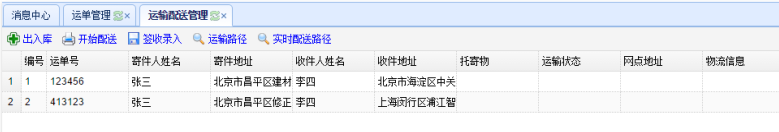 消息中心 运单管理 运输配送管理
出入库 开始配送 签收录入 运输路径 实时配送路径
编号 运单号 寄件人姓名 寄件地址 收件人姓名 收件地址 托寄物 运输状态 网点地址 物流信息
1 1 123456 张三 北京市昌平区建材 李四 北京市海淀区中关
2 2 413123 张三 北京市昌平区修正 李四 上海闵行区浦江智